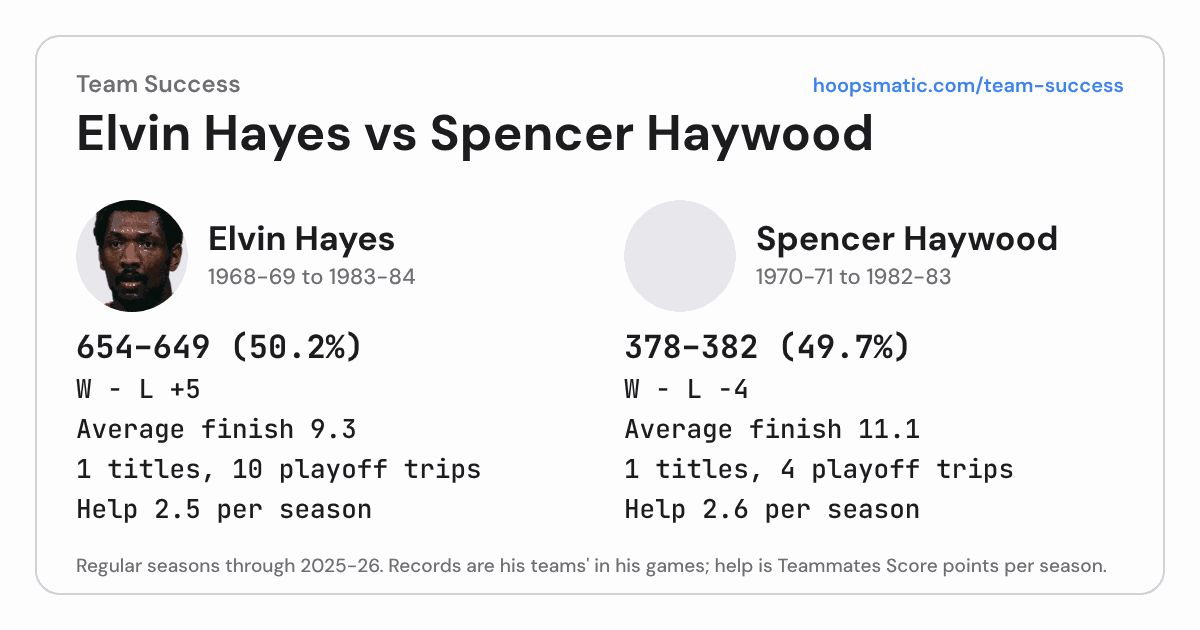 Team Success
hoopsmatic.com/team-success
Elvin Hayes vs Spencer Haywood
Elvin Hayes
1968-69 to 1983-84
654-649 (50.2%)
W - L +5
Average finish 9.3
1 titles, 10 playoff trips
Help 2.5 per season
Spencer Haywood
1970-71 to 1982-83
378-382 (49.7%)
W - L -4
Average finish 11.1
1 titles, 4 playoff trips
Help 2.6 per season
Regular seasons through 2025-26. Records are his teams' in his games; help is Teammates Score points per season.